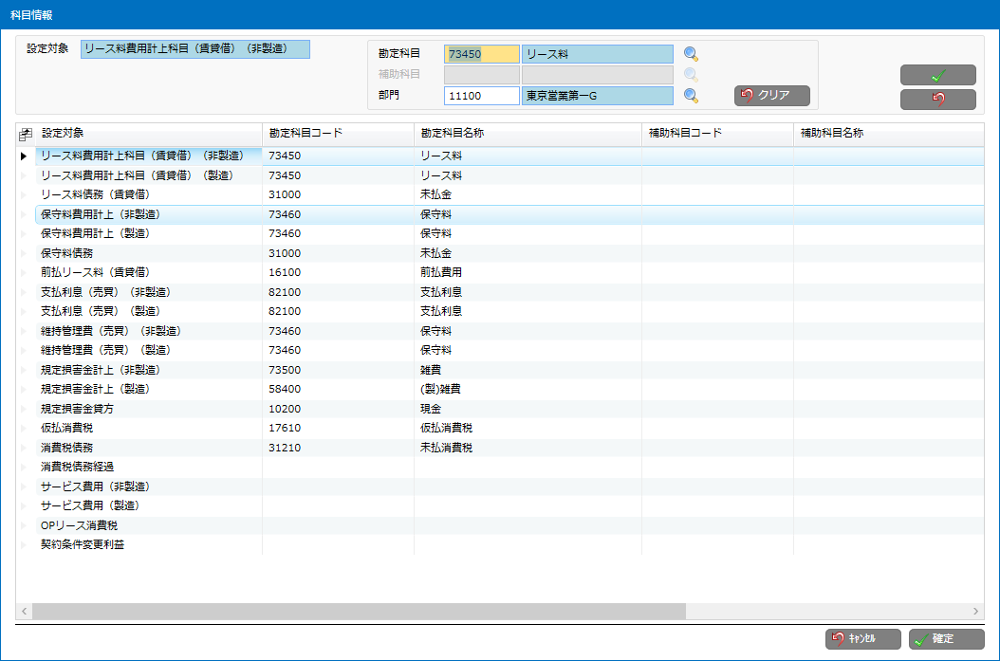 科目情報
設定対象 リース料費用計上科目（賃貸借）（非製造）
勘定科目 73450 リース料
補助科目
部門 11100 東京営業第一G クリア
設定対象 勘定科目コード 勘定科目名称 補助科目コード 補助科目名称
リース料費用計上科目（賃貸借）（非製造） 73450 リース料
リース料費用計上科目（賃貸借）（製造） 73450 リース料
リース料債務（賃貸借） 31000 未払金
保守料費用計上（非製造） 73460 保守料
保守料費用計上（製造） 73460 保守料
保守料債務 31000 未払金
前払リース料（賃貸借） 16100 前払費用
支払利息（売買）（非製造） 82100 支払利息
支払利息（売買）（製造） 82100 支払利息
維持管理費（売買）（非製造） 73460 保守料
維持管理費（売買）（製造） 73460 保守料
規定損害金計上（非製造） 73500 雑費
規定損害金計上（製造） 58400 (製)雑費
規定損害金貸方 10200 現金
仮払消費税 17610 仮払消費税
消費税債務 31210 未払消費税
消費税債務経過
サービス費用（非製造）
サービス費用（製造）
OPリース消費税
契約条件変更利益
ｷｬﾝｾﾙ 確定